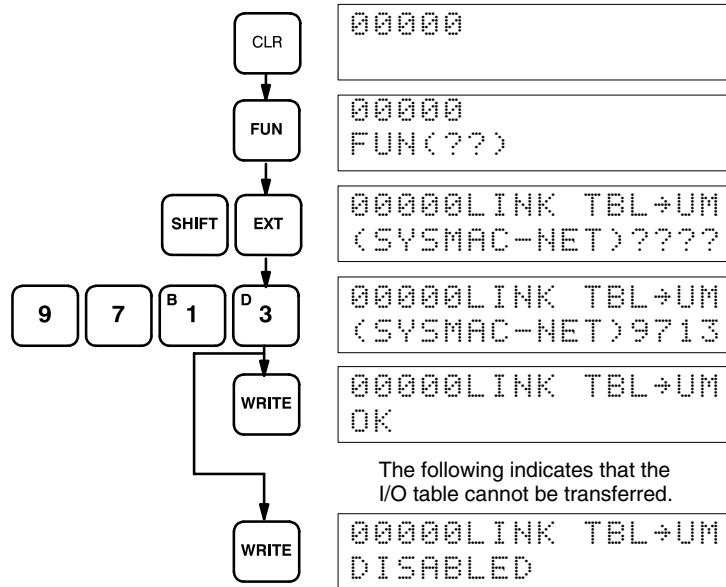 CLR
00000
FUN
00000
FUN(??)
SHIFT
EXT
00000LINK TBL→UM
(SYSMAC-NET)????
9
7
B
1
D
3
00000LINK TBL→UM
(SYSMAC-NET)9713
WRITE
00000LINK TBL→UM
OK
The following indicates that the
I/O table cannot be transferred.
WRITE
00000LINK TBL→UM
DISABLED